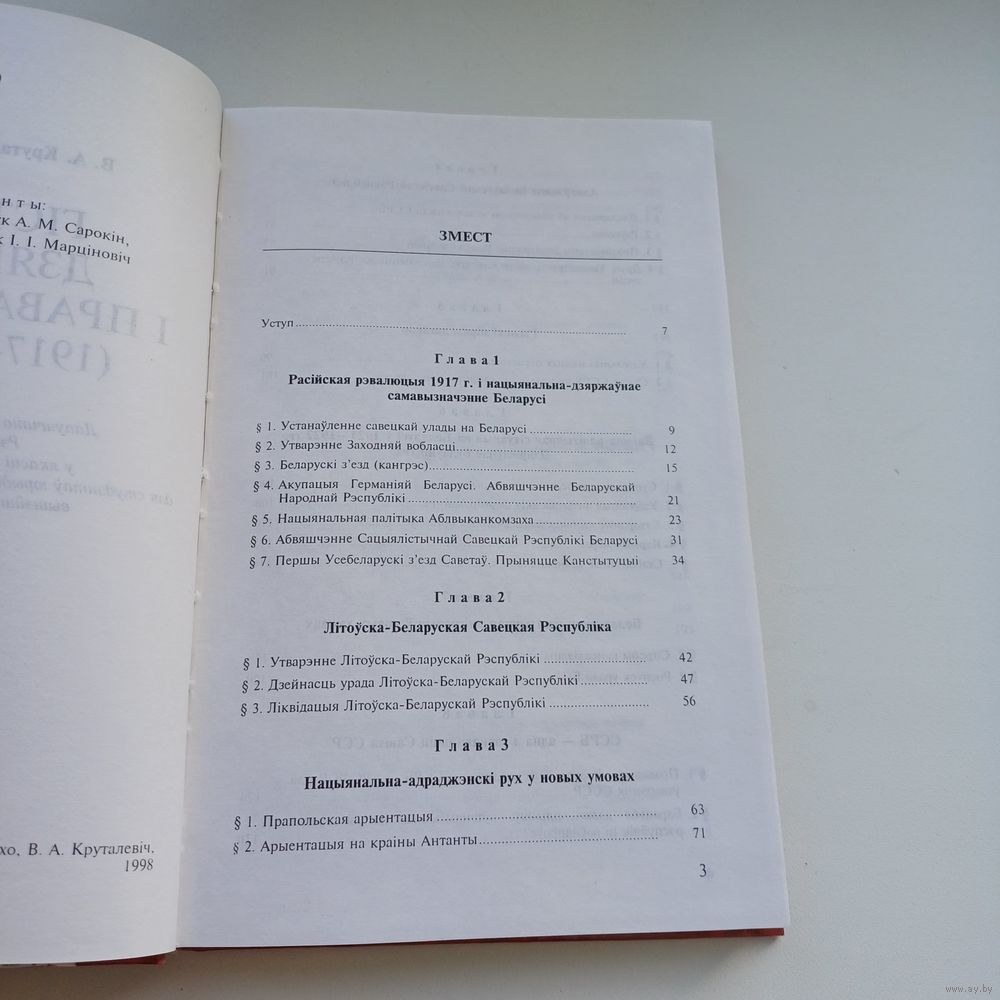 н т ы:
к А. М. Сарокін,
к І. І. Марціновіч
хо, В. А. Круталевіч,
1998
ЗМЕСТ
Уступ ........ 7
Глава 1
Расійская рэвалюцыя 1917 г. і нацыянальна-дзяржаўнае
самавызначэнне Беларусі
§ 1. Устанаўленне савецкай улады на Беларусі ........ 9
§ 2. Утварэнне Заходняй вобласці ........ 12
§ 3. Беларускі з’езд (кангрэс) ........ 15
§ 4. Акупацыя Германіяй Беларусі. Абвяшчэнне Беларускай
Народнай Рэспублікі ........ 21
§ 5. Нацыянальная палітыка Аблвыканкомзаха ........ 23
§ 6. Абвяшчэнне Сацыялістычнай Савецкай Рэспублікі Беларусі 31
§ 7. Першы Усебеларускі з’езд Саветаў. Прыняцце Канстытуцыі 34
Глава 2
Літоўска-Беларуская Савецкая Рэспубліка
§ 1. Утварэнне Літоўска-Беларускай Рэспублікі ........ 42
§ 2. Дзейнасць урада Літоўска-Беларускай Рэспублікі ........ 47
§ 3. Ліквідацыя Літоўска-Беларускай Рэспублікі ........ 56
Глава 3
Нацыянальна-адраджэнскі рух у новых умовах
§ 1. Прапольская арыентацыя ........ 63
§ 2. Арыентацыя на краіны Антанты ........ 71
3
www.ay.by